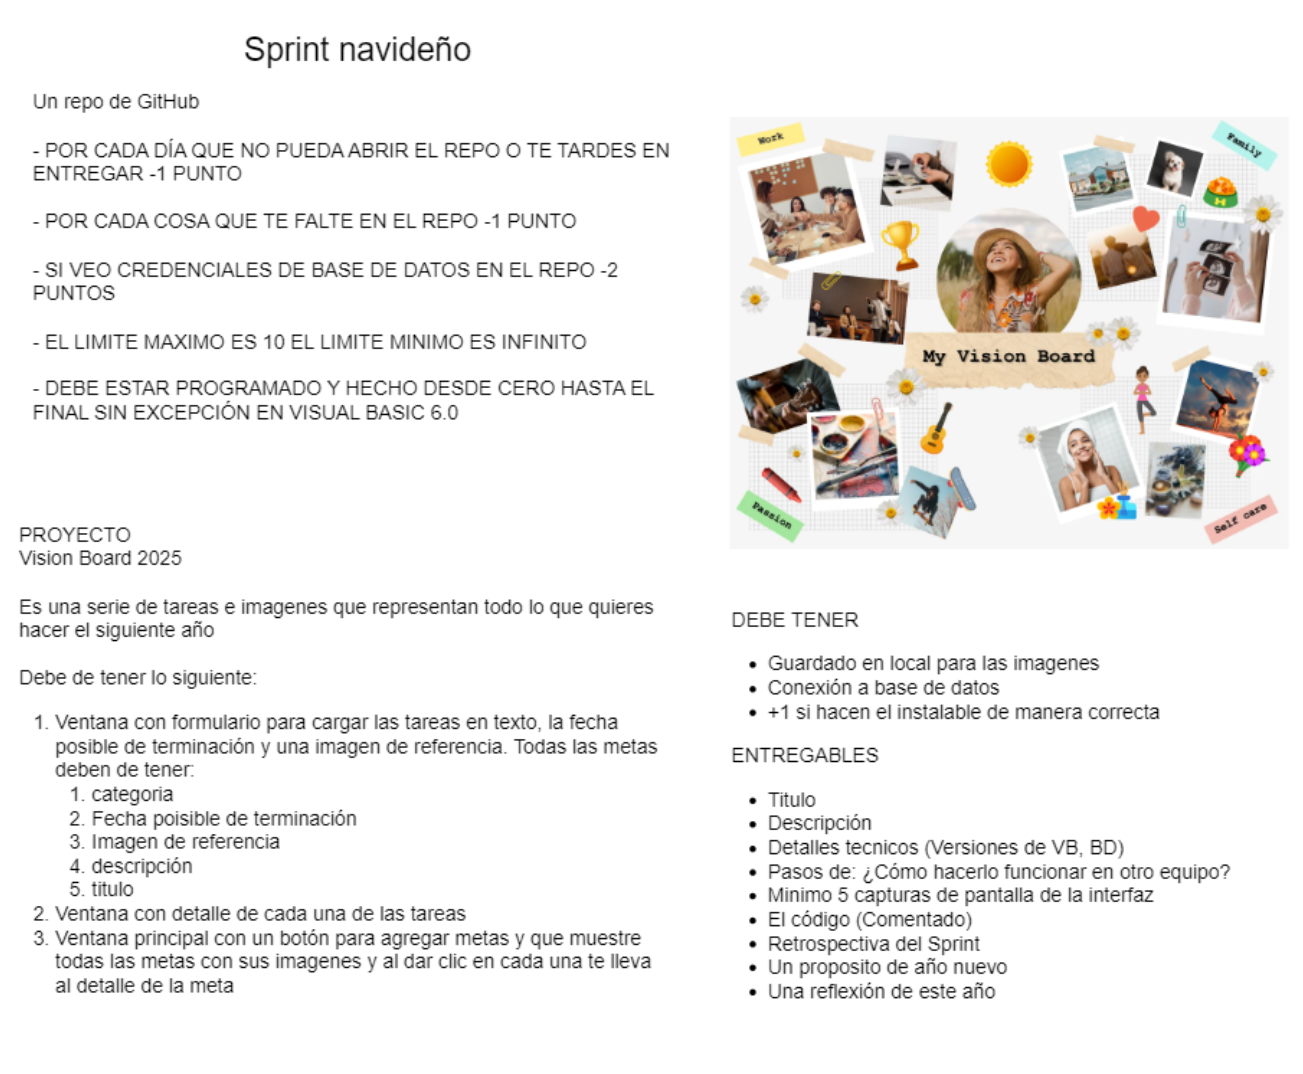 Sprint navideño
Un repo de GitHub
- POR CADA DÍA QUE NO PUEDA ABRIR EL REPO O TE TARDES EN
ENTREGAR -1 PUNTO
- POR CADA COSA QUE TE FALTE EN EL REPO -1 PUNTO
- SI VEO CREDENCIALES DE BASE DE DATOS EN EL REPO -2
PUNTOS
- EL LIMITE MAXIMO ES 10 EL LIMITE MINIMO ES INFINITO
- DEBE ESTAR PROGRAMADO Y HECHO DESDE CERO HASTA EL
FINAL SIN EXCEPCIÓN EN VISUAL BASIC 6.0
PROYECTO
Vision Board 2025
Es una serie de tareas e imagenes que representan todo lo que quieres
hacer el siguiente año
Debe de tener lo siguiente:
1. Ventana con formulario para cargar las tareas en texto, la fecha
posible de terminación y una imagen de referencia. Todas las metas
deben de tener:
1. categoria
2. Fecha poisible de terminación
3. Imagen de referencia
4. descripción
5. titulo
2. Ventana con detalle de cada una de las tareas
3. Ventana principal con un botón para agregar metas y que muestre
todas las metas con sus imagenes y al dar clic en cada una te lleva
al detalle de la meta
Work
Family
My Vision Board
Passion
Self care
DEBE TENER
• Guardado en local para las imagenes
• Conexión a base de datos
• +1 si hacen el instalable de manera correcta
ENTREGABLES
• Titulo
• Descripción
• Detalles tecnicos (Versiones de VB, BD)
• Pasos de: ¿Cómo hacerlo funcionar en otro equipo?
• Minimo 5 capturas de pantalla de la interfaz
• El código (Comentado)
• Retrospectiva del Sprint
• Un proposito de año nuevo
• Una reflexión de este año